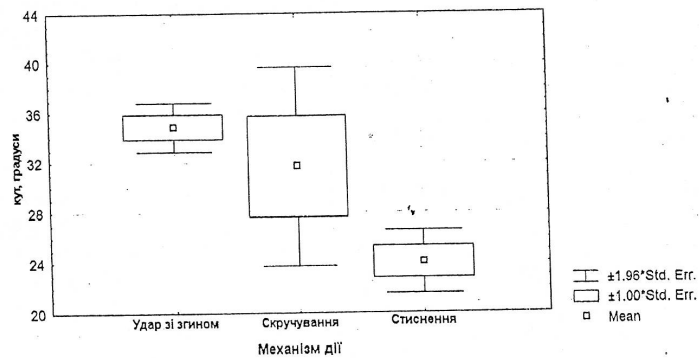 44
40
36
32
28
24
20
кут, градуси
Удар зі згином
Скручування
Стиснення
Механізм дії
±1.96*Std. Err.
±1.00*Std. Err.
Mean